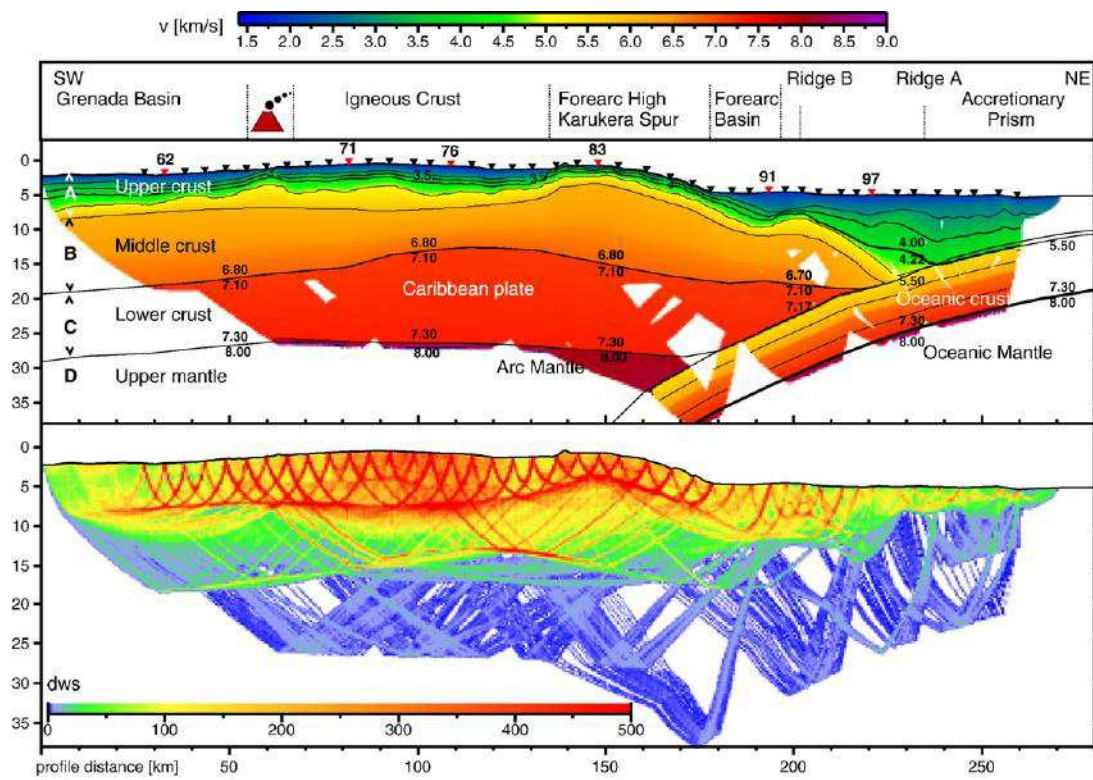 v [km/s]
1.5 2.0 2.5 3.0 3.5 4.0 4.5 5.0 5.5 6.0 6.5 7.0 7.5 8.0 8.5 9.0
SW Ridge B Ridge A NE
Grenada Basin Igneous Crust Forearc High Forearc Accretionary
Karukera Spur Basin Prism
0
62 71 76 83 91 97
3.5
Upper crust
5
10
B Middle crust
6.80 6.80 4.00 5.50
7.10 4.22
15
6.80 7.10 6.70 5.50
7.10 7.10
20
Caribbean plate 7.17 Oceanic crust 7.30
8.00
C Lower crust
25
7.30 7.30 7.30 7.30
8.00 8.00 8.00 8.00
Arc Mantle Oceanic Mantle
30
D Upper mantle
35
0
5
10
15
20
25
30
dws
35
0 100 200 300 400 500
profile distance [km] 50 100 150 200 250